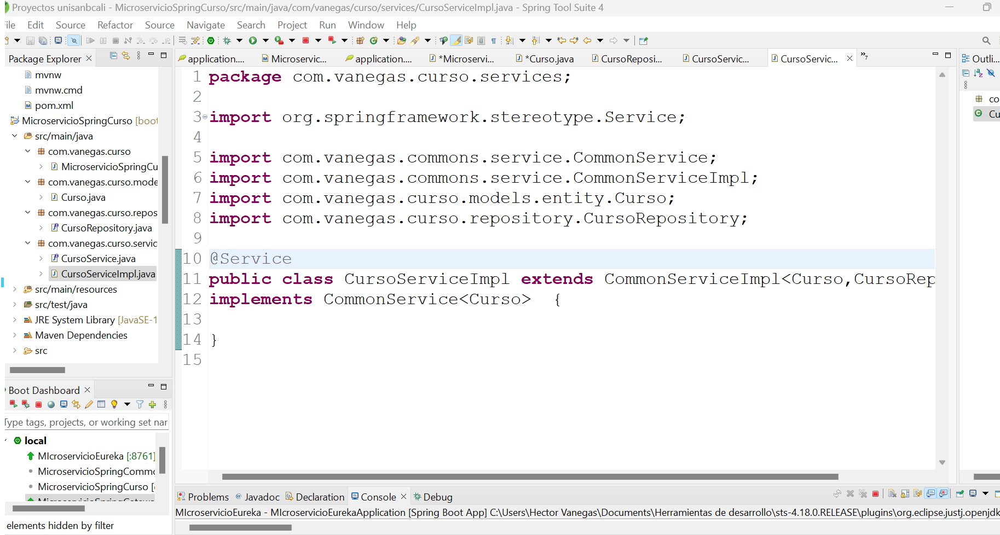 Proyectos unisanbcali - MicroservicioSpringCurso/src/main/java/com/vanegas/curso/services/CursoServiceImpl.java - Spring Tool Suite 4
ile Edit Source Refactor Source Navigate Search Project Run Window Help
Package Explorer
mvnw
mvnw.cmd
pom.xml
MicroservicioSpringCurso [boot
src/main/java
com.vanegas.curso
MicroservicioSpringCu
com.vanegas.curso.mode
Curso.java
com.vanegas.curso.repos
CursoRepository.java
com.vanegas.curso.servic
CursoService.java
CursoServiceImpl.java
src/main/resources
src/test/java
JRE System Library [JavaSE-1
Maven Dependencies
src
Boot Dashboard
Type tags, projects, or working set nar
local
MIcroservicioEureka [:8761]
MicroservicioSpringComm
MicroservicioSpringCurso [
elements hidden by filter
application.... Microservic... application.... *Microservi... *Curso.java CursoReposi... CursoServic... CursoServic... »7
1 package com.vanegas.curso.services;
2
3 import org.springframework.stereotype.Service;
4
5 import com.vanegas.commons.service.CommonService;
6 import com.vanegas.commons.service.CommonServiceImpl;
7 import com.vanegas.curso.models.entity.Curso;
8 import com.vanegas.curso.repository.CursoRepository;
9
10 @Service
11 public class CursoServiceImpl extends CommonServiceImpl<Curso,CursoRep
12 implements CommonService<Curso>  {
13
14 }
15
Outli...
co
Cu
Problems Javadoc Declaration Console Debug
MIcroservicioEureka - MIcroservicioEurekaApplication [Spring Boot App] C:\Users\Hector Vanegas\Documents\Herramientas de desarrollo\sts-4.18.0.RELEASE\plugins\org.eclipse.justj.openjdk